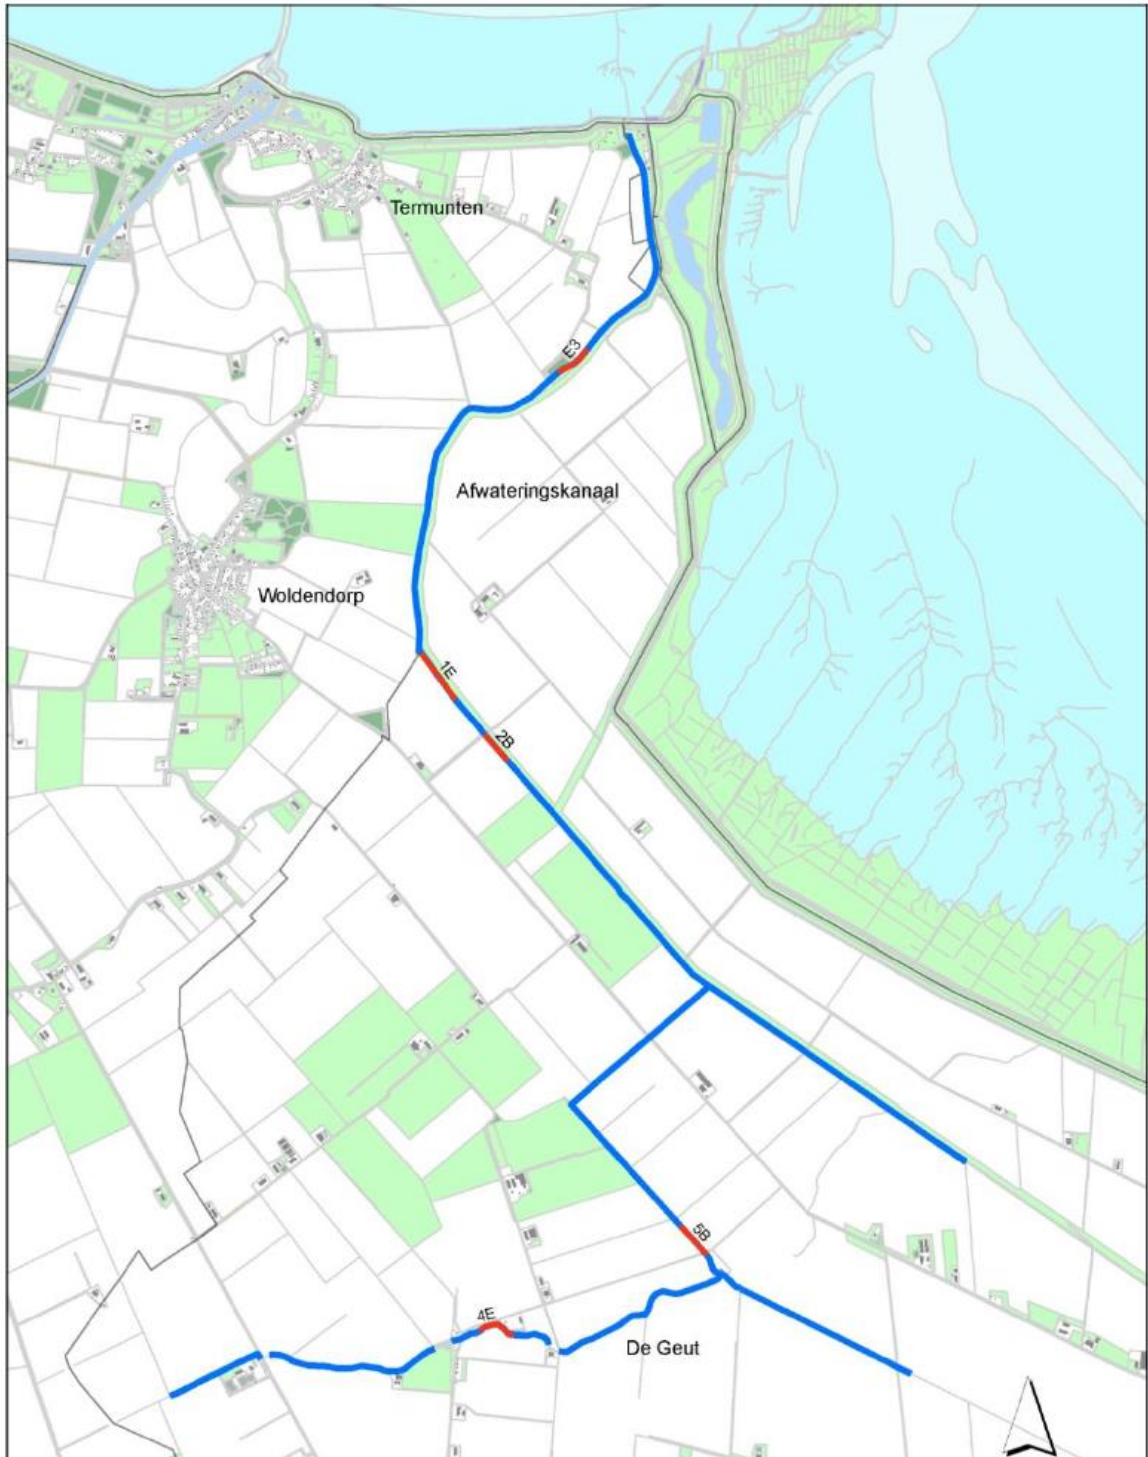 Termunten
E3
Afwateringskanaal
Woldendorp
1E
2B
5B
4E
De Geut